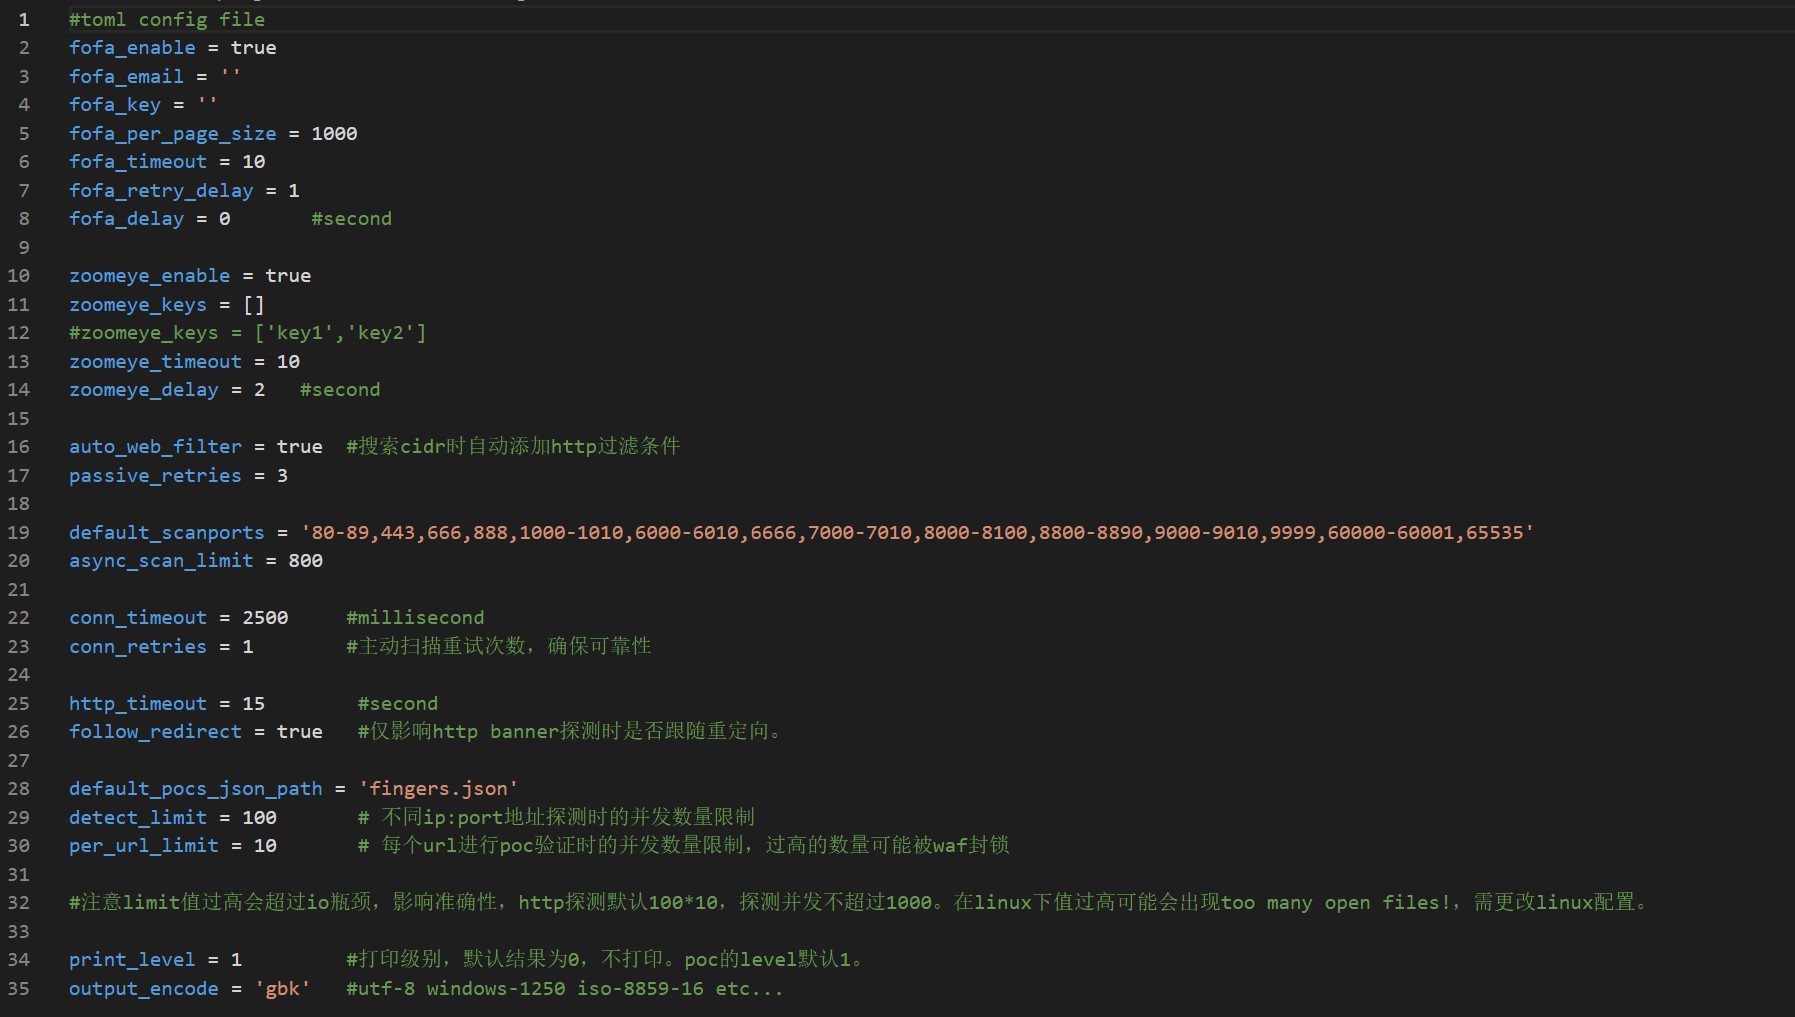 1 #toml config file
2 fofa_enable = true
3 fofa_email = ''
4 fofa_key = ''
5 fofa_per_page_size = 1000
6 fofa_timeout = 10
7 fofa_retry_delay = 1
8 fofa_delay = 0 #second
9
10 zoomeye_enable = true
11 zoomeye_keys = []
12 #zoomeye_keys = ['key1','key2']
13 zoomeye_timeout = 10
14 zoomeye_delay = 2 #second
15
16 auto_web_filter = true #搜索cidr时自动添加http过滤条件
17 passive_retries = 3
18
19 default_scanports = '80-89,443,666,888,1000-1010,6000-6010,6666,7000-7010,8000-8100,8800-8890,9000-9010,9999,60000-60001,65535'
20 async_scan_limit = 800
21
22 conn_timeout = 2500 #millisecond
23 conn_retries = 1 #主动扫描重试次数，确保可靠性
24
25 http_timeout = 15 #second
26 follow_redirect = true #仅影响http banner探测时是否跟随重定向。
27
28 default_pocs_json_path = 'fingers.json'
29 detect_limit = 100 # 不同ip:port地址探测时的并发数量限制
30 per_url_limit = 10 # 每个url进行poc验证时的并发数量限制，过高的数量可能被waf封锁
31
32 #注意limit值过高会超过io瓶颈，影响准确性，http探测默认100*10，探测并发不超过1000。在linux下值过高可能会出现too many open files!，需更改linux配置。
33
34 print_level = 1 #打印级别，默认结果为0，不打印。poc的level默认1。
35 output_encode = 'gbk' #utf-8 windows-1250 iso-8859-16 etc...